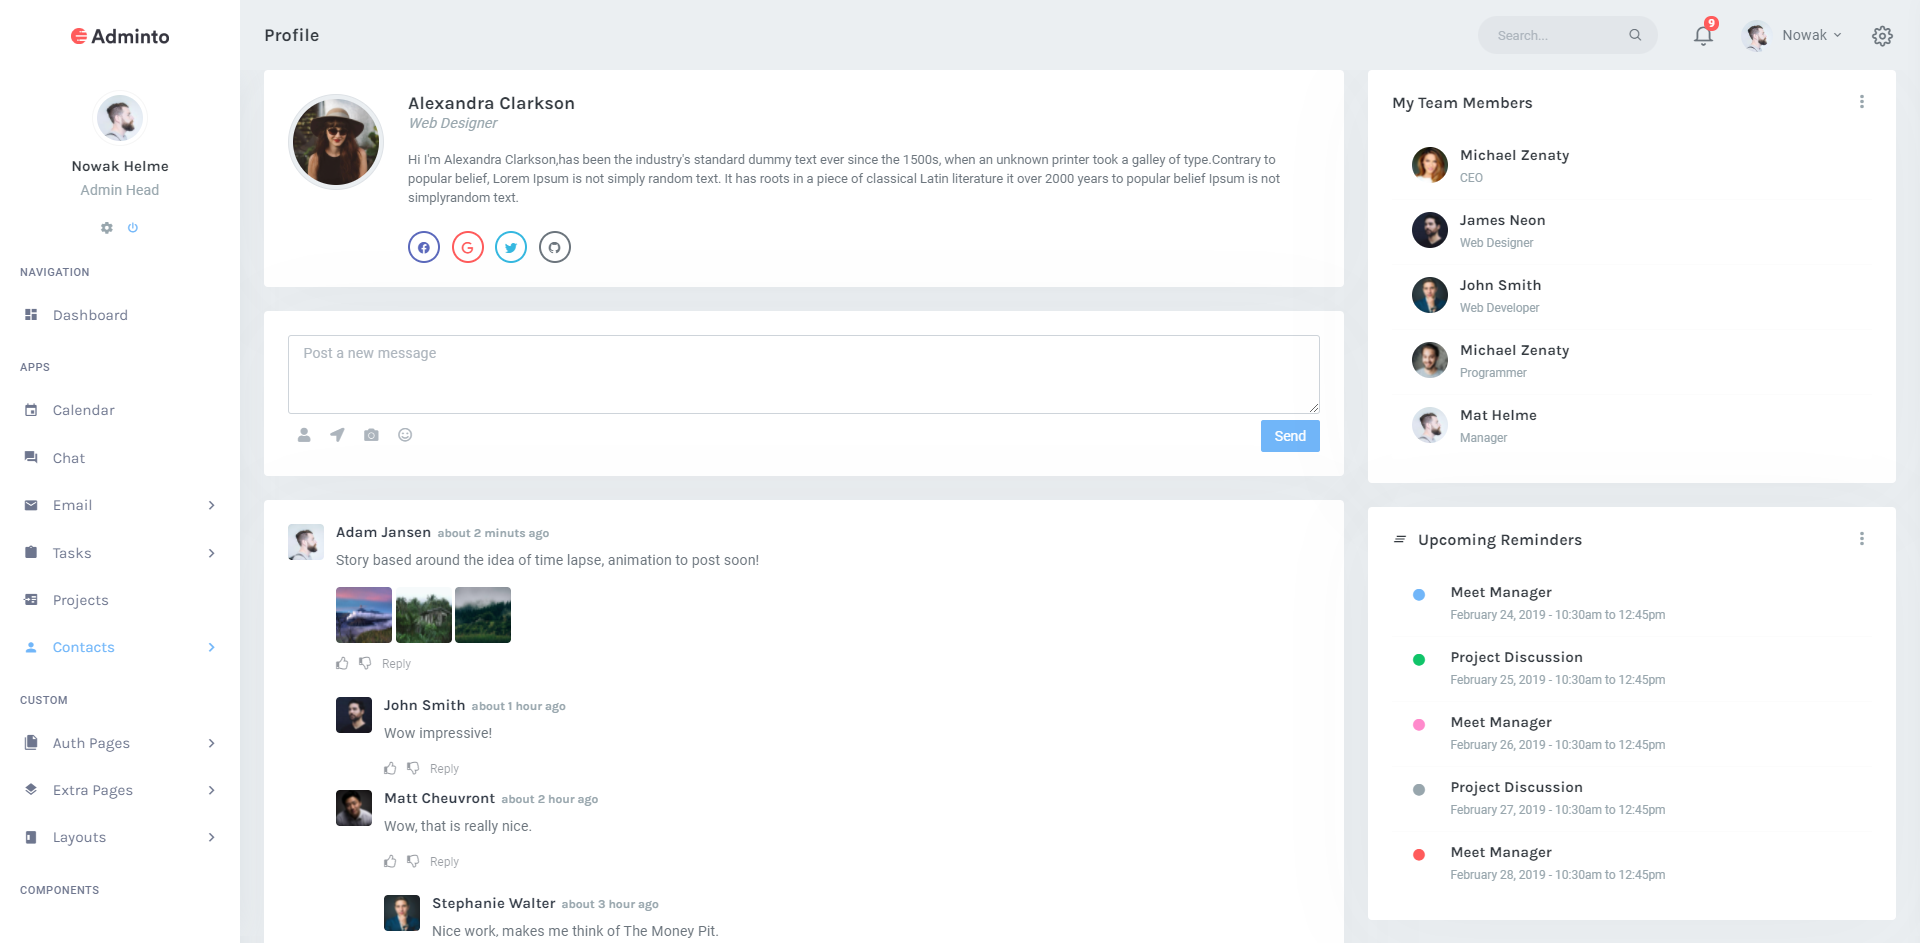 Adminto
Nowak Helme
Admin Head
NAVIGATION
Dashboard
APPS
Calendar
Chat
Email
Tasks
Projects
Contacts
CUSTOM
Auth Pages
Extra Pages
Layouts
COMPONENTS
Profile
Search...
9
Nowak
Alexandra Clarkson
Web Designer
Hi I'm Alexandra Clarkson,has been the industry's standard dummy text ever since the 1500s, when an unknown printer took a galley of type.Contrary to
popular belief, Lorem Ipsum is not simply random text. It has roots in a piece of classical Latin literature it over 2000 years to popular belief Ipsum is not
simplyrandom text.
Post a new message
Send
Adam Jansen about 2 minuts ago
Story based around the idea of time lapse, animation to post soon!
Reply
John Smith about 1 hour ago
Wow impressive!
Reply
Matt Cheuvront about 2 hour ago
Wow, that is really nice.
Reply
Stephanie Walter about 3 hour ago
Nice work, makes me think of The Money Pit.
My Team Members
Michael Zenaty
CEO
James Neon
Web Designer
John Smith
Web Developer
Michael Zenaty
Programmer
Mat Helme
Manager
Upcoming Reminders
Meet Manager
February 24, 2019 - 10:30am to 12:45pm
Project Discussion
February 25, 2019 - 10:30am to 12:45pm
Meet Manager
February 26, 2019 - 10:30am to 12:45pm
Project Discussion
February 27, 2019 - 10:30am to 12:45pm
Meet Manager
February 28, 2019 - 10:30am to 12:45pm